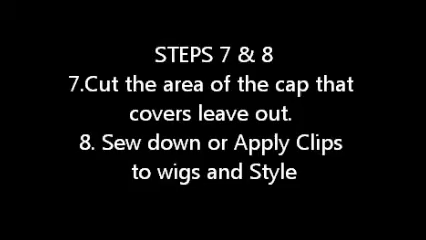 STEPS 7 & 8
7.Cut the area of the cap that
covers leave out.
8. Sew down or Apply Clips
to wigs and Style